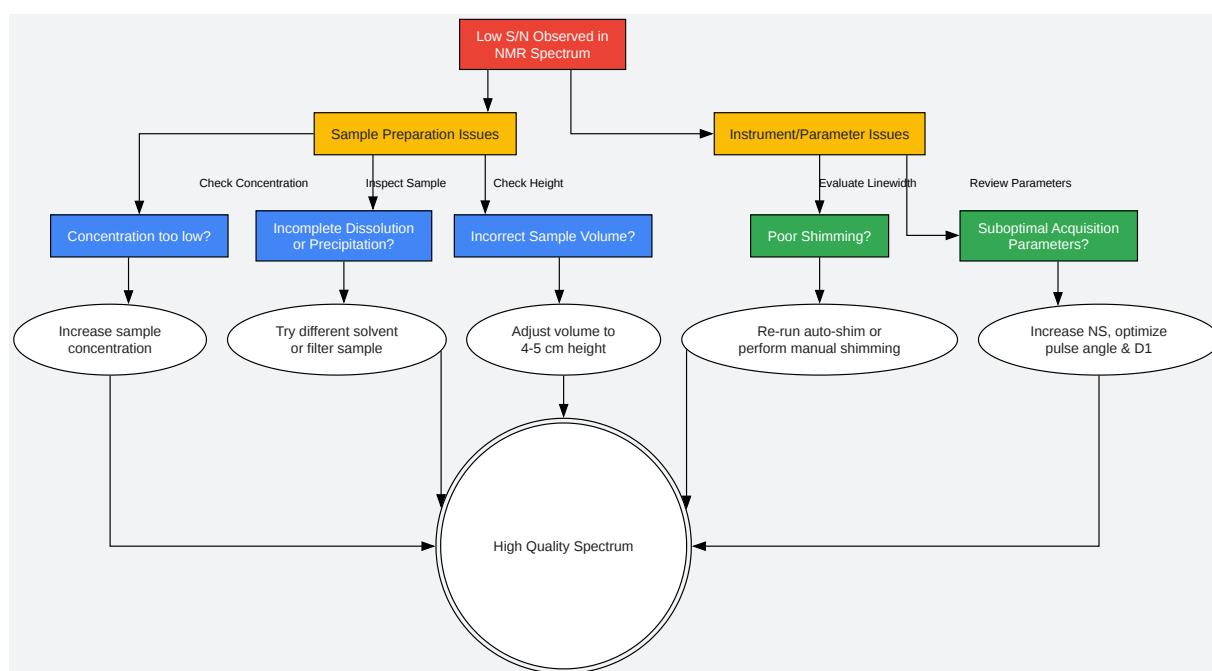 Low S/N Observed in
NMR Spectrum
Sample Preparation Issues
Instrument/Parameter Issues
Check Concentration
Inspect Sample
Check Height
Evaluate Linewidth
Review Parameters
Concentration too low?
Incomplete Dissolution
or Precipitation?
Incorrect Sample Volume?
Poor Shimming?
Suboptimal Acquisition
Parameters?
Increase sample
concentration
Try different solvent
or filter sample
Adjust volume to
4-5 cm height
Re-run auto-shim or
perform manual shimming
Increase NS, optimize
pulse angle & D1
High Quality Spectrum